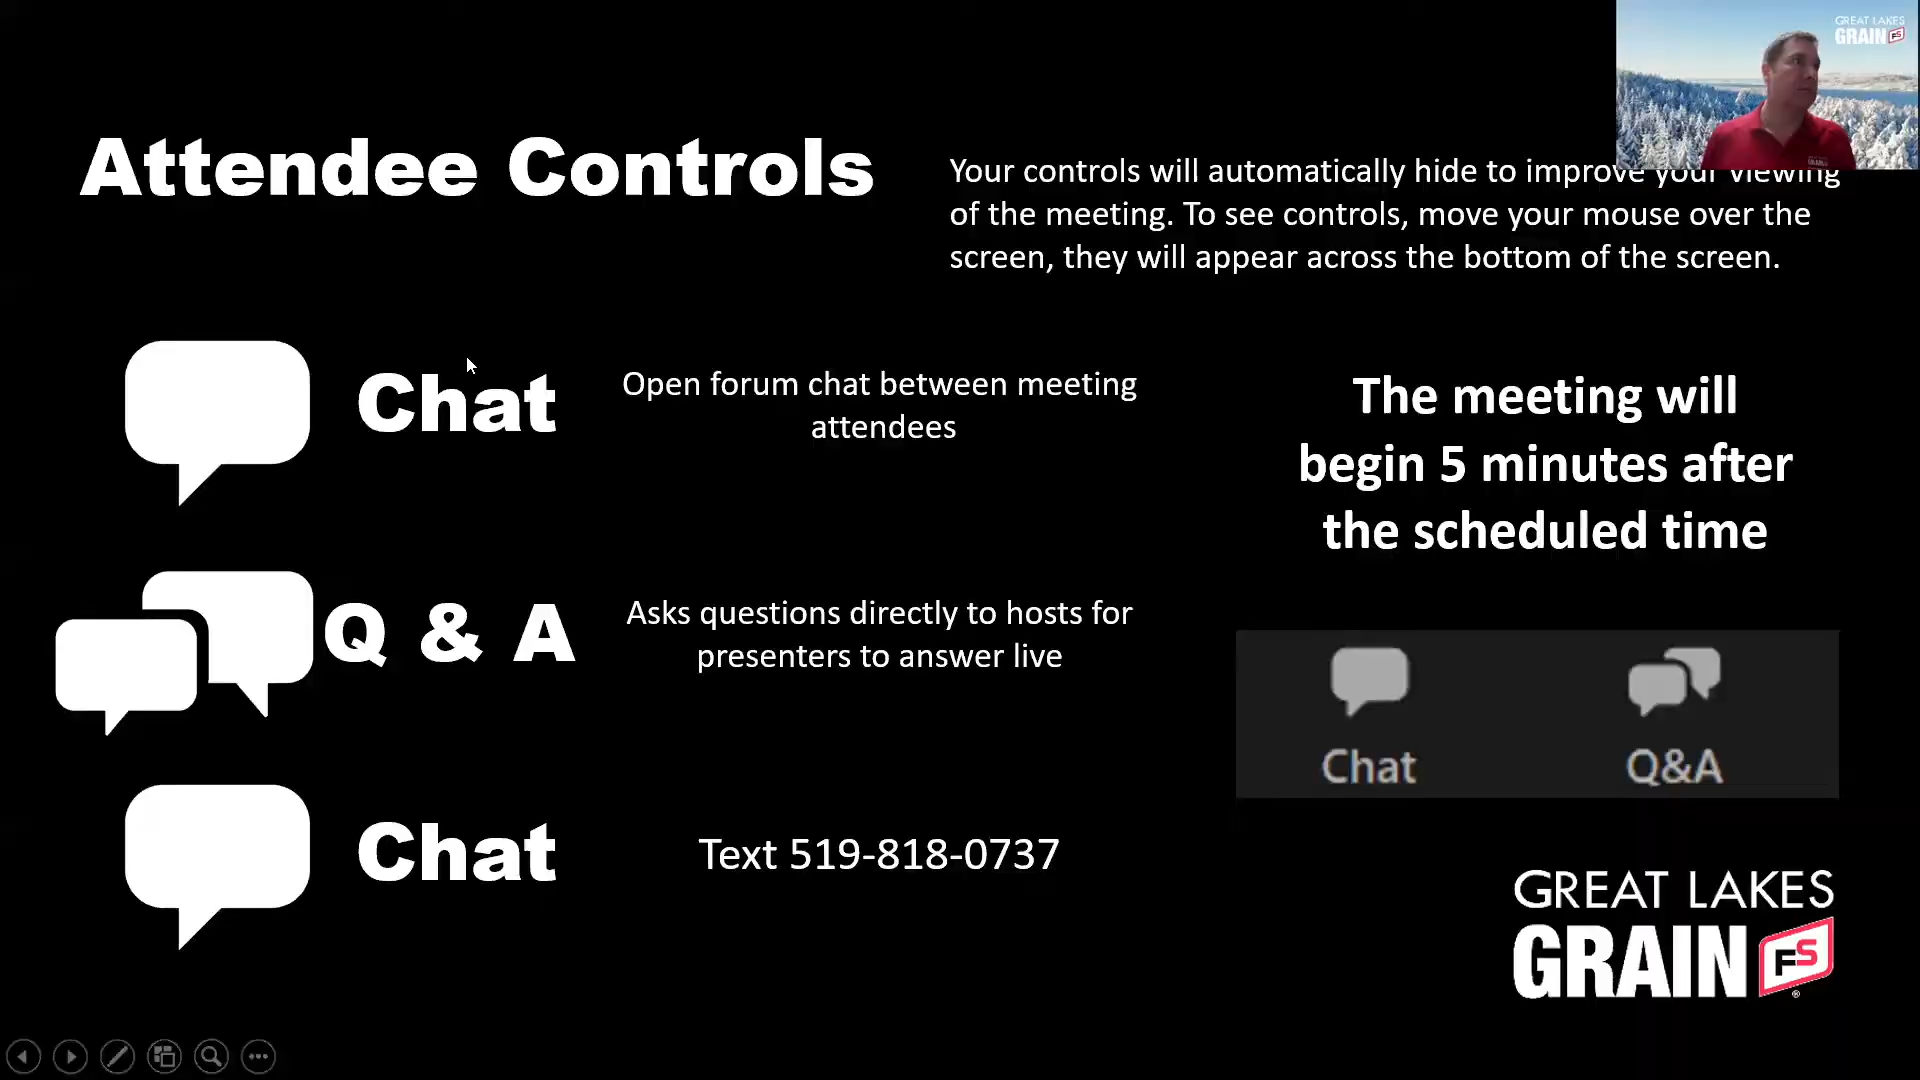 GREAT LAKES
GRAIN FS
Attendee Controls
Your controls will automatically hide to improve your viewing
of the meeting. To see controls, move your mouse over the
screen, they will appear across the bottom of the screen.
Chat
Open forum chat between meeting
attendees
The meeting will
begin 5 minutes after
the scheduled time
Q & A
Asks questions directly to hosts for
presenters to answer live
Chat
Q&A
Chat
Text 519-818-0737
GREAT LAKES
GRAIN FS®